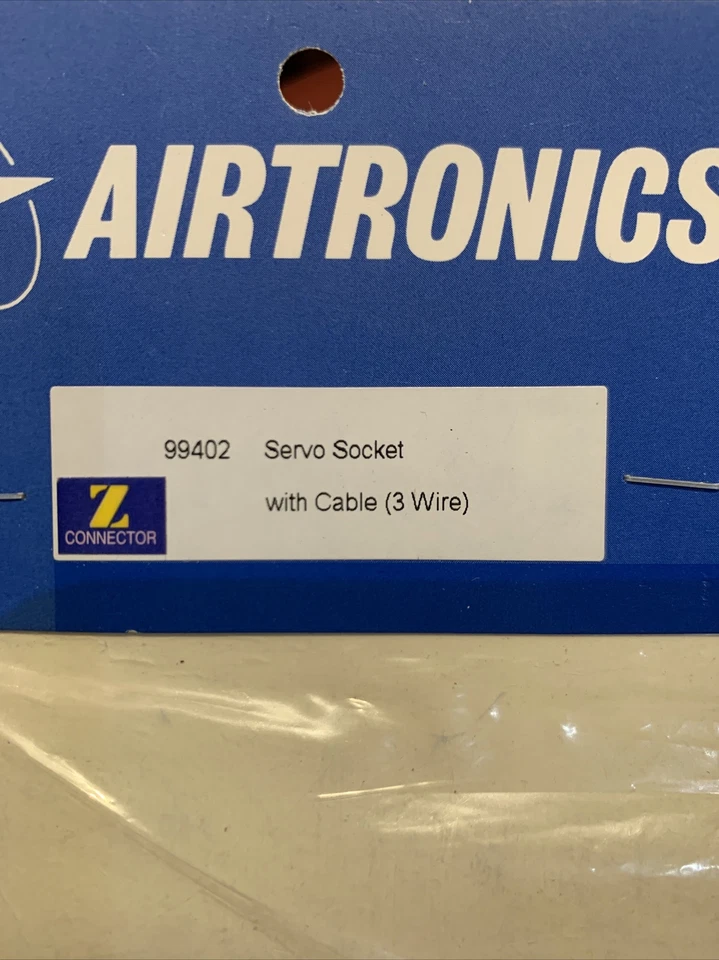 AIRTRONICS
99402 Servo Socket
with Cable (3 Wire)
Z
CONNECTOR